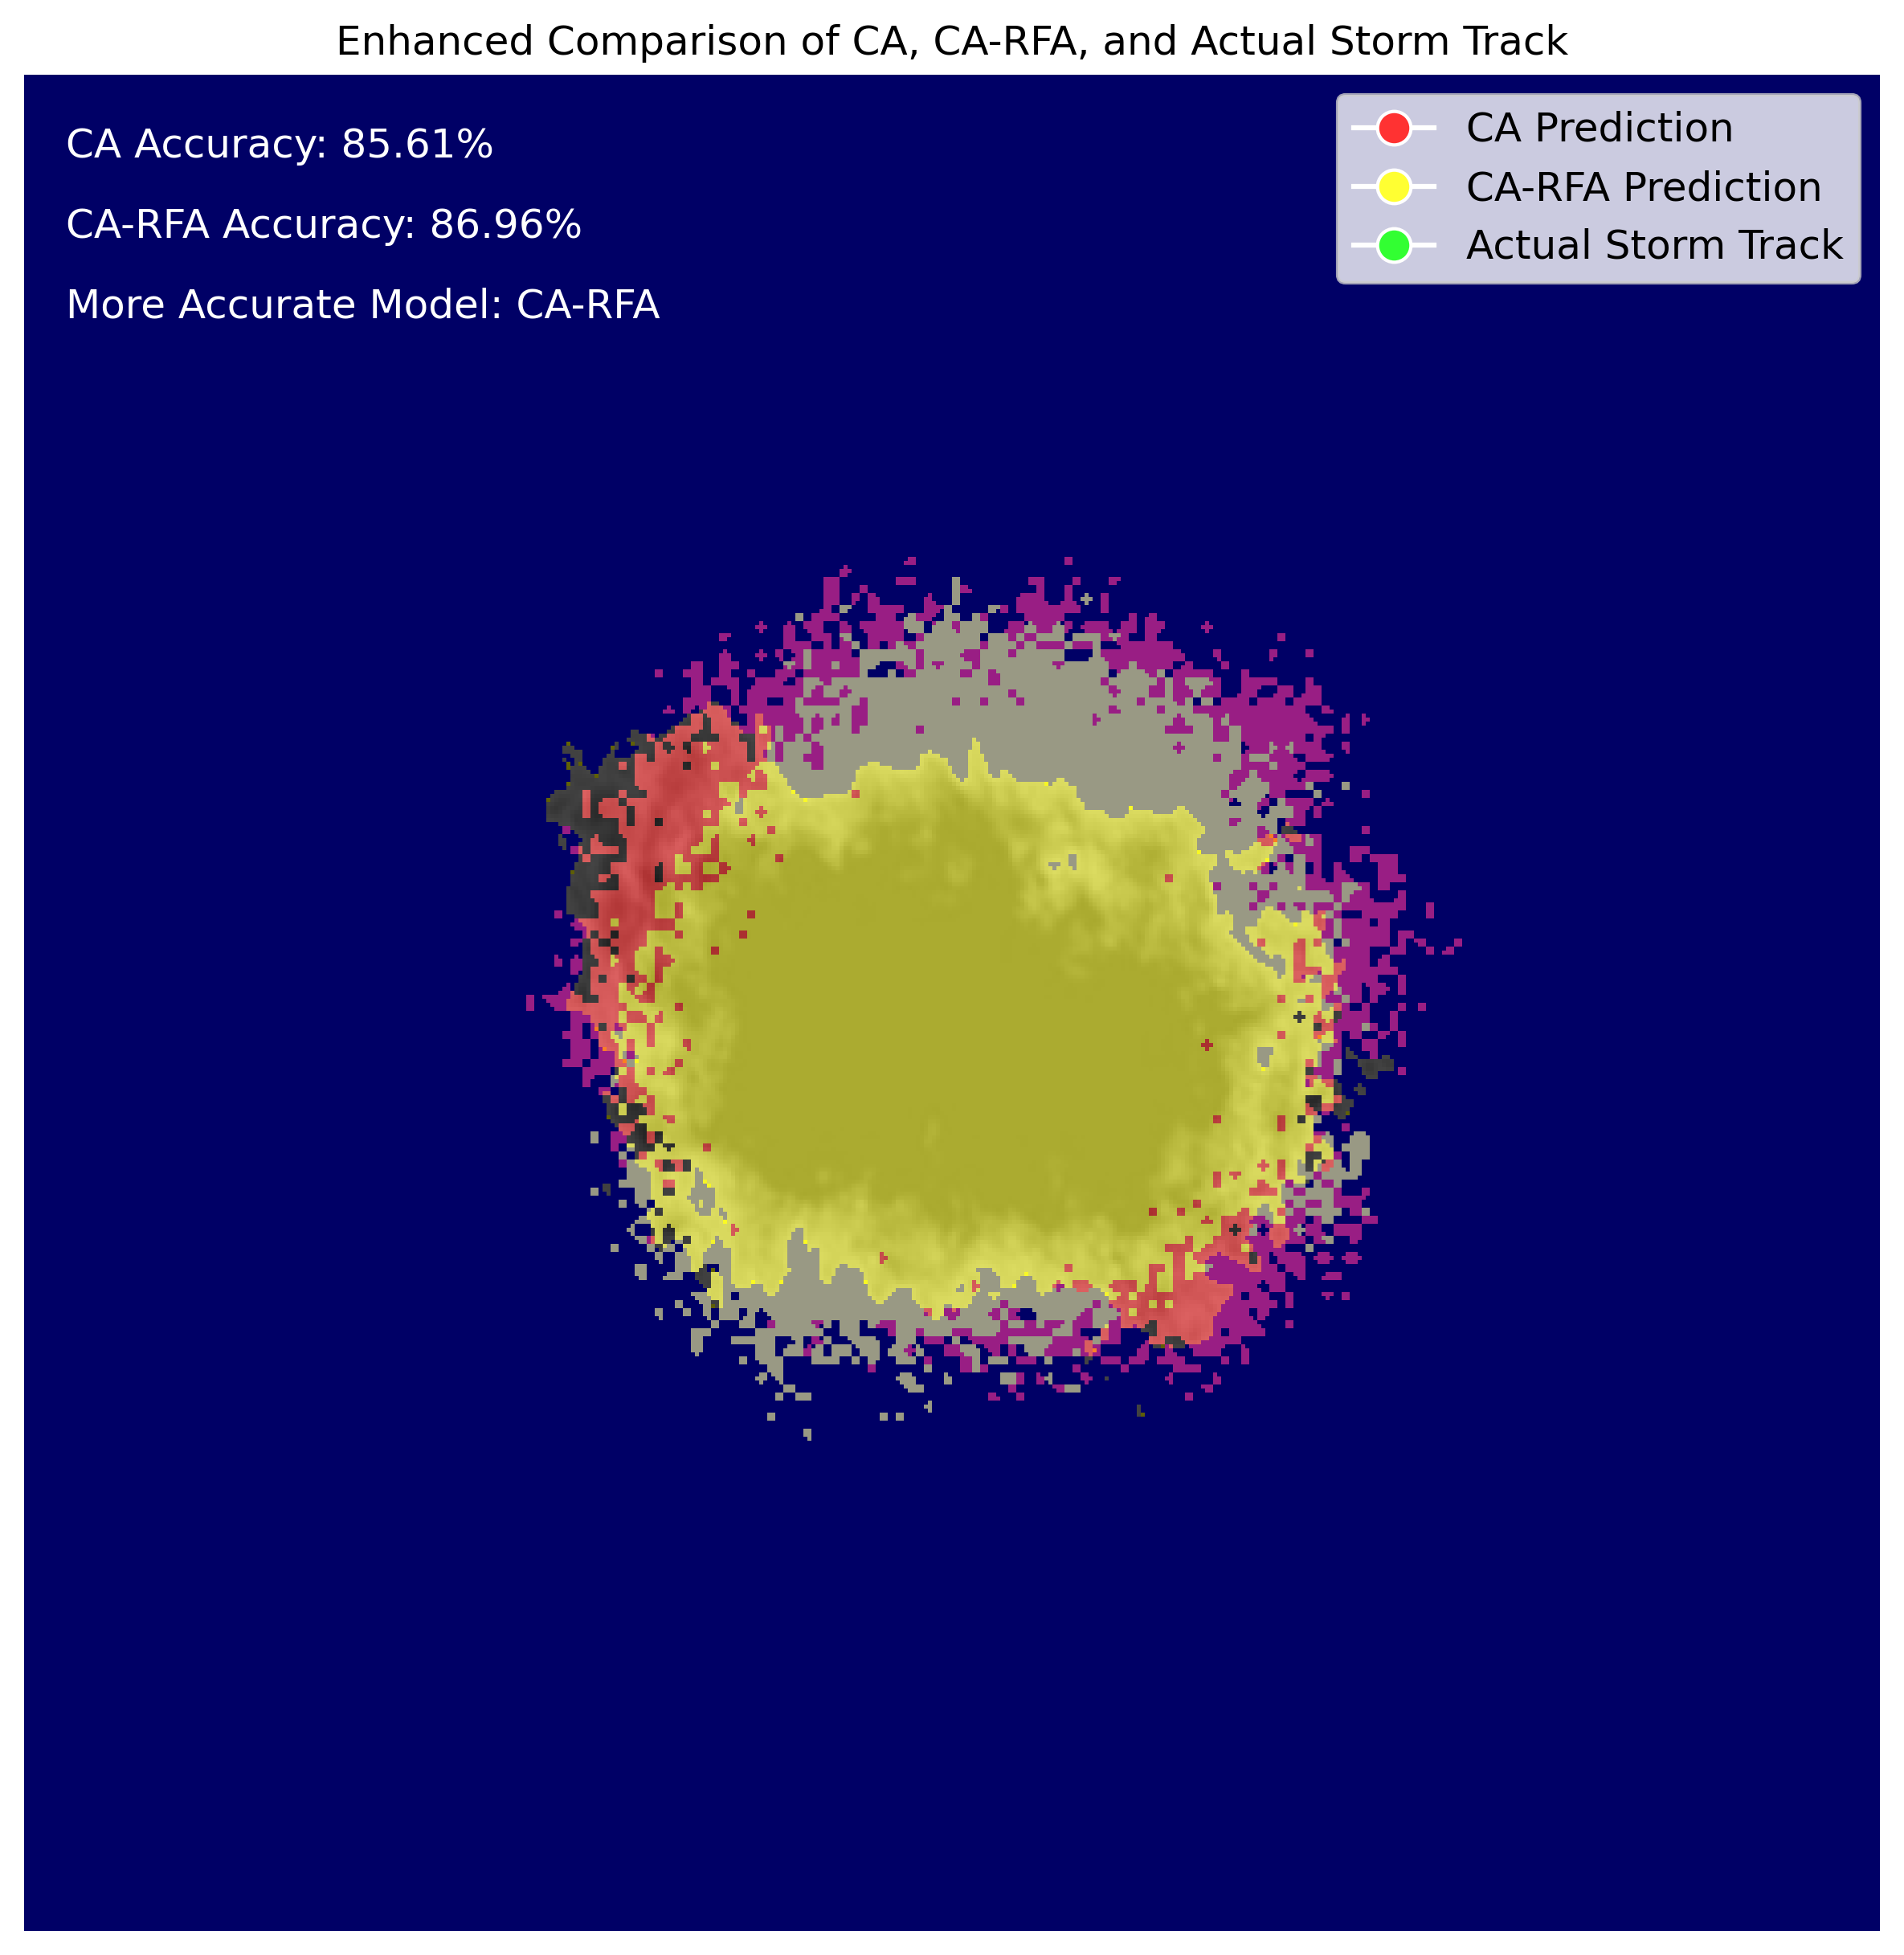 Enhanced Comparison of CA, CA-RFA, and Actual Storm Track
CA Accuracy: 85.61%
CA-RFA Accuracy: 86.96%
More Accurate Model: CA-RFA
CA Prediction
CA-RFA Prediction
Actual Storm Track